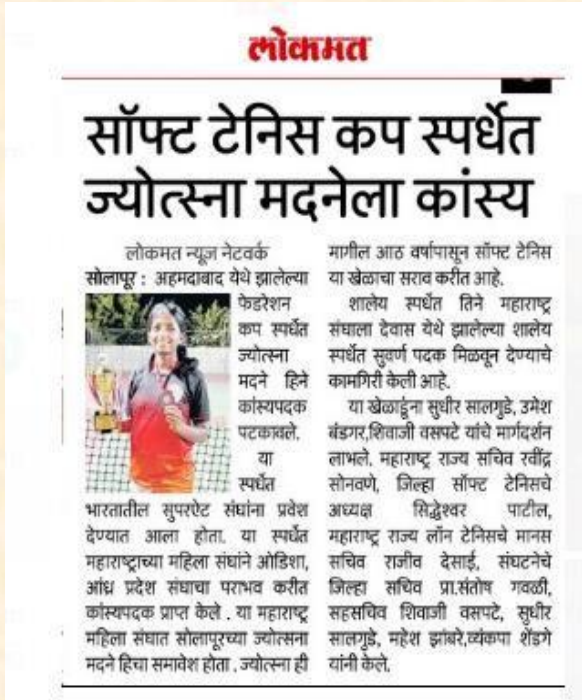 लोकमत
सॉफ्ट टेनिस कप स्पर्धेत
ज्योत्स्ना मदनेला कांस्य
लोकमत न्यूज नेटवर्क
सोलापूर : अहमदाबाद येथे झालेल्या
फेडरेशन
कप स्पर्धेत
ज्योत्स्ना
मदने हिने
कांस्यपदक
पटकावले.
या
स्पर्धेत
भारतातील सुपरऐट संघांना प्रवेश
देण्यात आला होता. या स्पर्धेत
महाराष्ट्राच्या महिला संघांने ओडिशा,
आंध्र प्रदेश संघाचा पराभव करीत
कांस्यपदक प्राप्त केले . या महाराष्ट्र
महिला संघात सोलापूरच्या ज्योत्सना
मदने हिचा समावेश होता . ज्योत्स्ना ही
मागील आठ वर्षापासून सॉफ्ट टेनिस
या खेळाचा सराव करीत आहे.
शालेय स्पर्धेत तिने महाराष्ट्र
संघाला देवास येथे झालेल्या शालेय
स्पर्धेत सुवर्ण पदक मिळवून देण्याचे
कामगिरी केली आहे.
या खेळाडूंना सुधीर सालगुडे, उमेश
बंडगर,शिवाजी वसपटे यांचे मार्गदर्शन
लाभले. महाराष्ट्र राज्य सचिव रवींद्र
सोनवणे, जिल्हा सॉफ्ट टेनिसचे
अध्यक्ष सिद्धेश्वर पाटील,
महाराष्ट्र राज्य लॉन टेनिसचे मानस
सचिव राजीव देसाई, संघटनेचे
जिल्हा सचिव प्रा.संतोष गवळी,
सहसचिव शिवाजी वसपटे, सुधीर
सालगुडे, महेश झांबरे,व्यंकपा शेंडगे
यांनी केले.